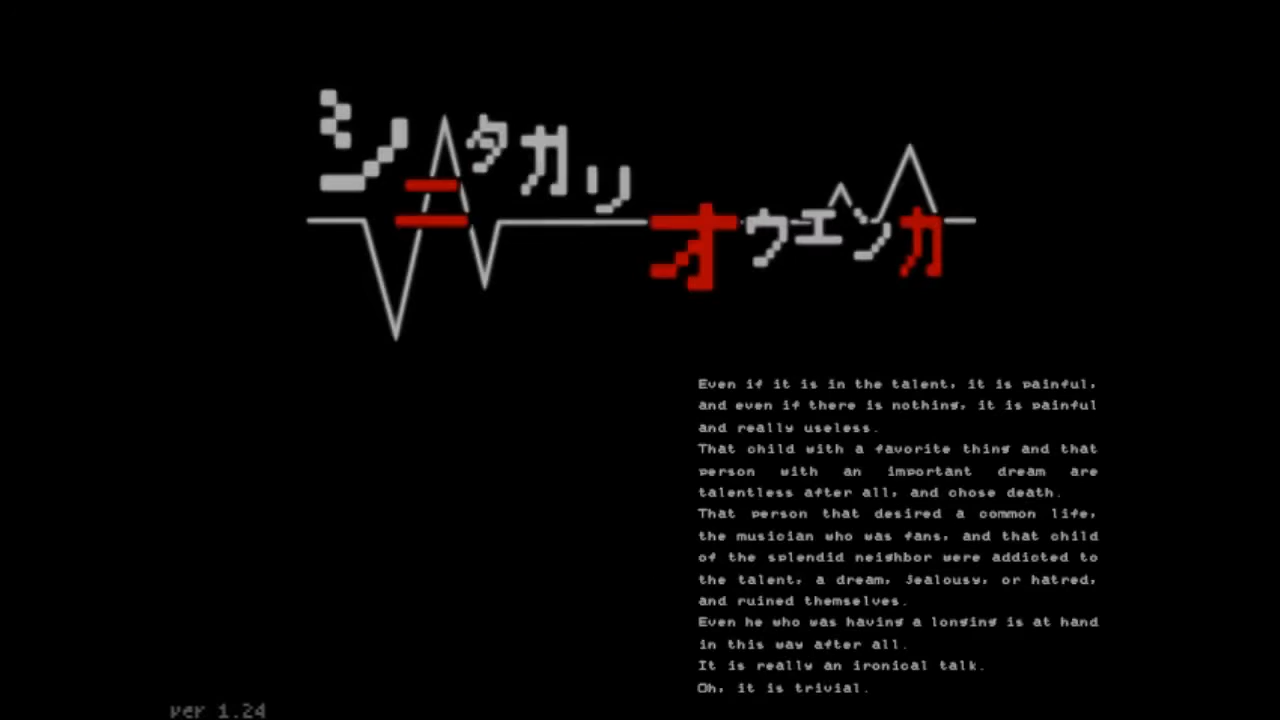 シニタガリ
オウエンカ
Even if it is in the talent, it is painful,
and even if there is nothing, it is painful
and really useless.
That child with a favorite thing and that
person with an important dream are
talentless after all, and chose death.
That person that desired a common life,
the musician who was fans, and that child
of the splendid neighbor were addicted to
the talent, a dream, Jealousy, or hatred,
and ruined themselves.
Even he who was having a longing is at hand
in this way after all.
It is really an ironical talk.
Oh, it is trivial.
ver 1.24